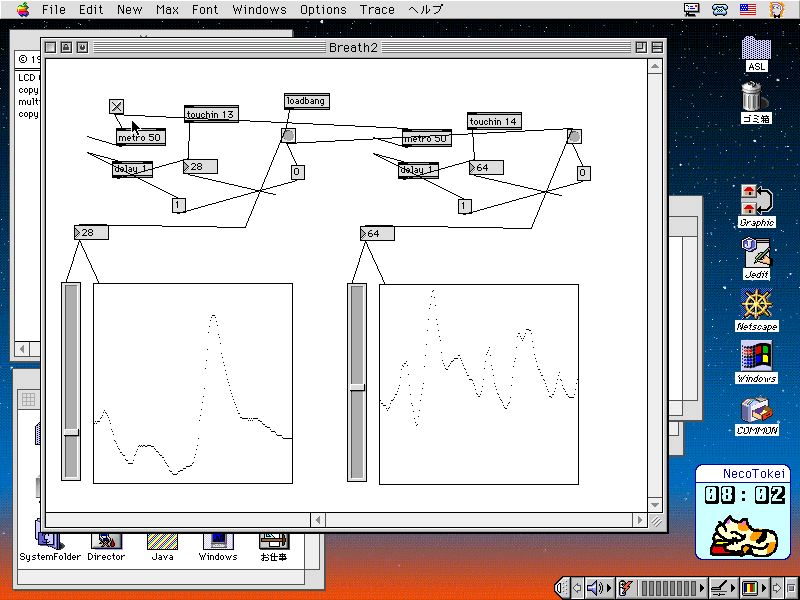 File Edit New Max Font Windows Options Trace ヘルプ
Breath2
© 19
LCD
copy
mult
copy
touchin 13
loadbang
metro 50
delay 1
28
0
1
28
touchin 14
metro 50
delay 1
64
0
1
64
ASL
ゴミ箱
Graphic
Jedit
Netscape
Windows
COMMON
NecoTokei
08:02
SystemFolder
Director
Java
Windows
お仕事